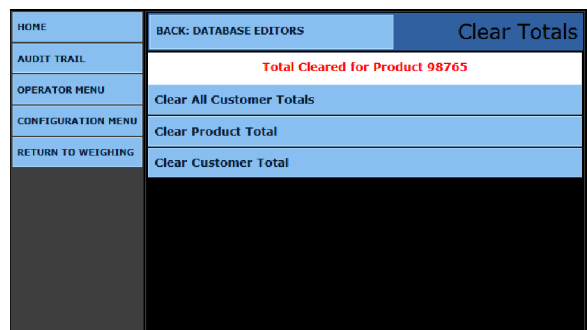 HOME
AUDIT TRAIL
OPERATOR MENU
CONFIGURATION MENU
RETURN TO WEIGHING
BACK: DATABASE EDITORS
Clear Totals
Total Cleared for Product 98765
Clear All Customer Totals
Clear Product Total
Clear Customer Total